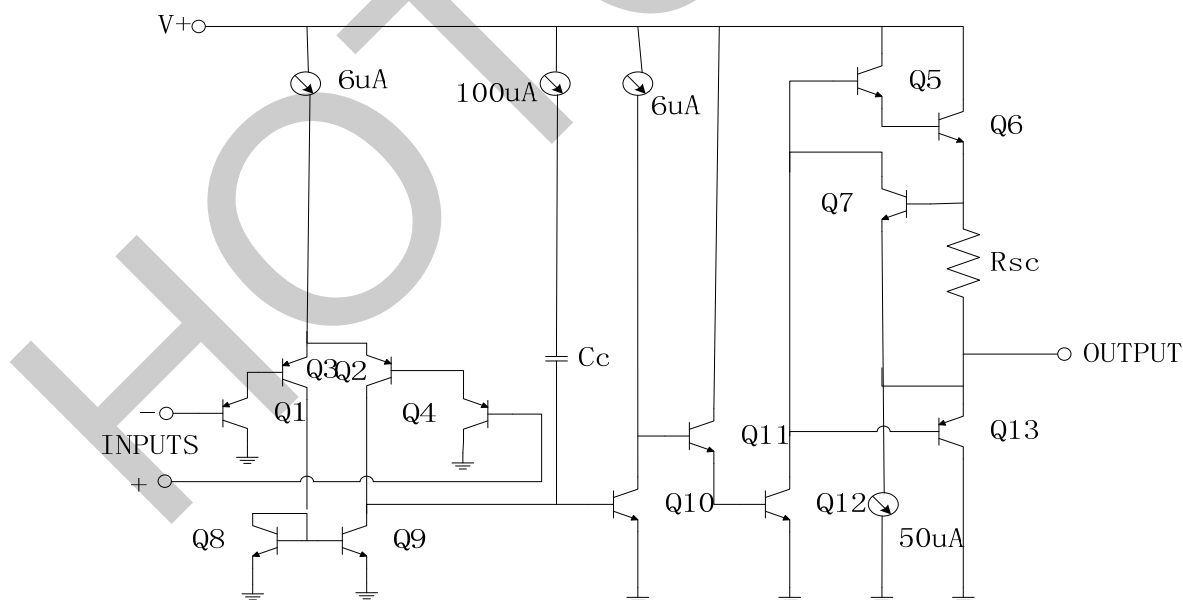 V+
6uA
100uA
6uA
Q5
Q6
Q7
Rsc
Cc
OUTPUT
Q3 Q2
Q1
Q4
−
INPUTS
+
Q11
Q13
Q10
Q12
Q8
Q9
50uA
HOT